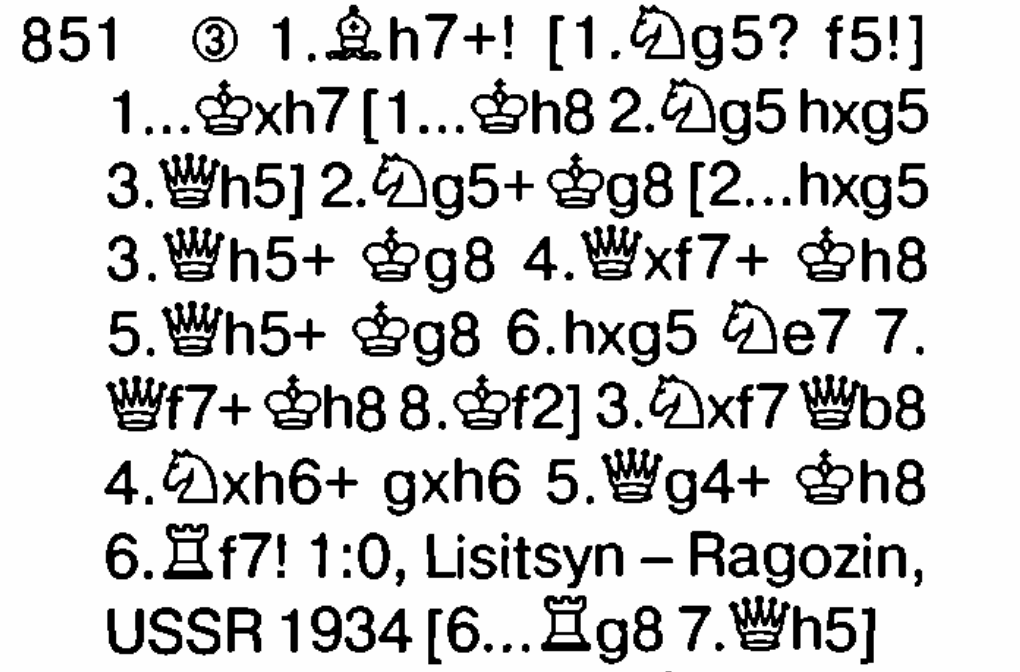 851 ③ 1.♗h7+! [1.♘g5? f5!]
1...♔xh7 [1...♔h8 2.♘g5 hxg5
3.♕h5] 2.♘g5+ ♔g8 [2...hxg5
3.♕h5+ ♔g8 4.♕xf7+ ♔h8
5.♕h5+ ♔g8 6.hxg5 ♘e7 7.
♕f7+ ♔h8 8.♔f2] 3.♘xf7 ♕b8
4.♘xh6+ gxh6 5.♕g4+ ♔h8
6.♖f7! 1:0, Lisitsyn – Ragozin,
USSR 1934 [6...♖g8 7.♕h5]